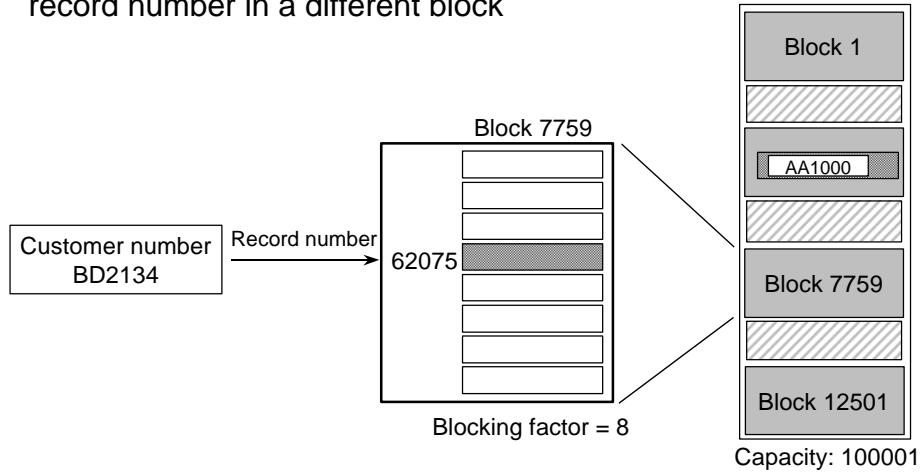 record number in a different block
Block 1
Block 7759
AA1000
Customer number
BD2134
Record number
62075
Block 7759
Block 12501
Blocking factor = 8
Capacity: 100001